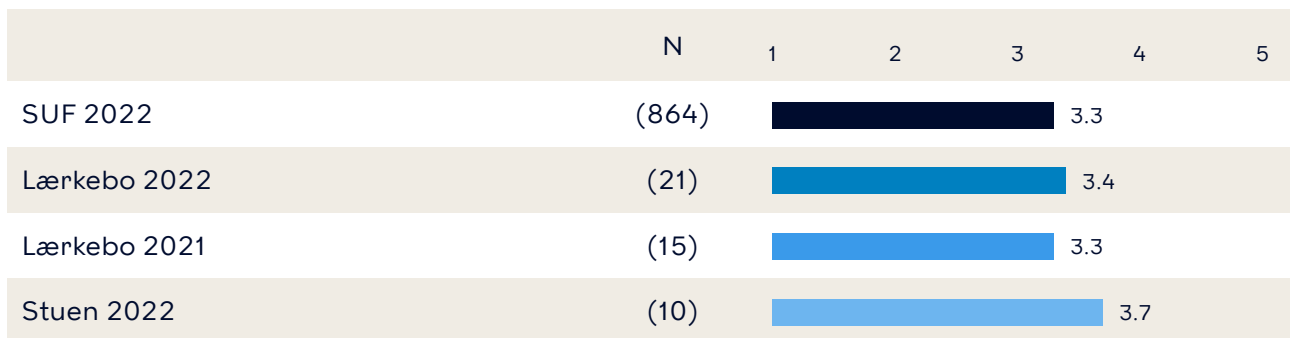 N 1 2 3 4 5
SUF 2022 (864) 3.3
Lærkebo 2022 (21) 3.4
Lærkebo 2021 (15) 3.3
Stuen 2022 (10) 3.7